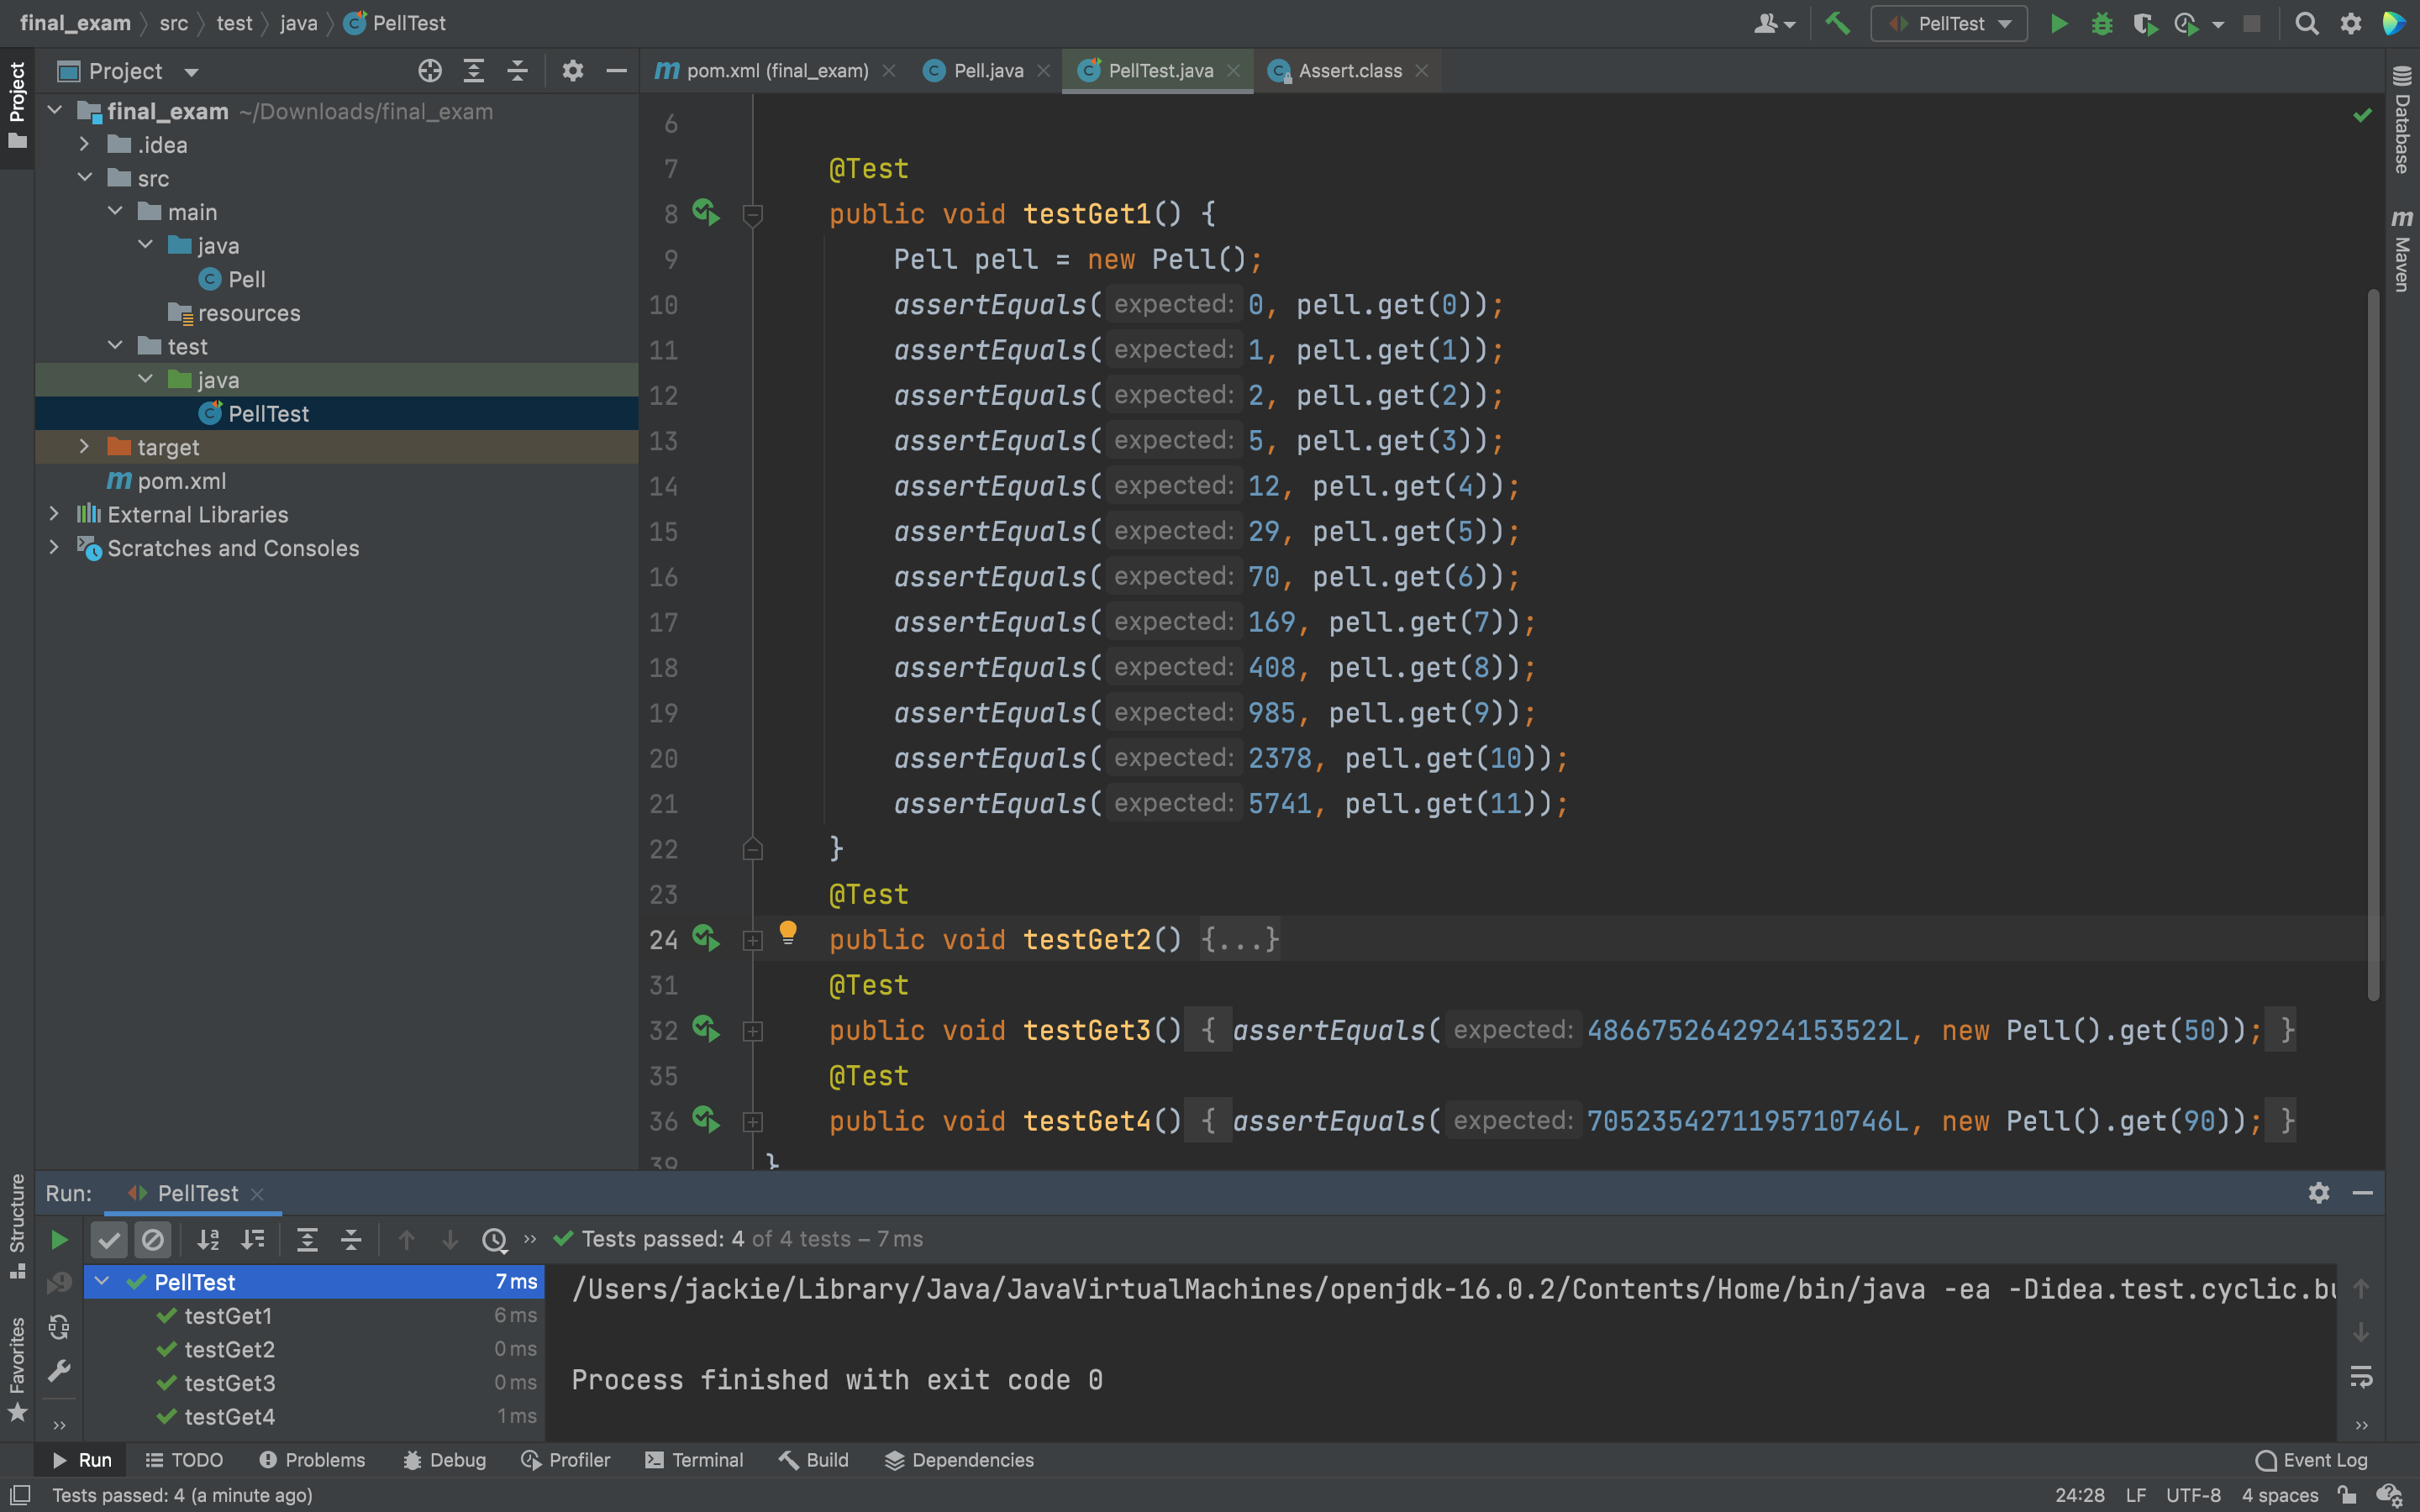 final_exam src test java PellTest
PellTest
Project
pom.xml (final_exam) Pell.java PellTest.java Assert.class
Project
Database
Maven
final_exam ~/Downloads/final_exam
.idea
src
main
java
Pell
resources
test
java
PellTest
target
pom.xml
External Libraries
Scratches and Consoles
6
7 @Test
8 public void testGet1() {
9 Pell pell = new Pell();
10 assertEquals( expected: 0, pell.get(0));
11 assertEquals( expected: 1, pell.get(1));
12 assertEquals( expected: 2, pell.get(2));
13 assertEquals( expected: 5, pell.get(3));
14 assertEquals( expected: 12, pell.get(4));
15 assertEquals( expected: 29, pell.get(5));
16 assertEquals( expected: 70, pell.get(6));
17 assertEquals( expected: 169, pell.get(7));
18 assertEquals( expected: 408, pell.get(8));
19 assertEquals( expected: 985, pell.get(9));
20 assertEquals( expected: 2378, pell.get(10));
21 assertEquals( expected: 5741, pell.get(11));
22 }
23 @Test
24 public void testGet2() {...}
31 @Test
32 public void testGet3() { assertEquals( expected: 4866752642924153522L, new Pell().get(50)); }
35 @Test
36 public void testGet4() { assertEquals( expected: 7052354271195710746L, new Pell().get(90)); }
39 }
Structure
Favorites
Run: PellTest
Tests passed: 4 of 4 tests – 7 ms
PellTest 7 ms
testGet1 6 ms
testGet2 0 ms
testGet3 0 ms
testGet4 1 ms
/Users/jackie/Library/Java/JavaVirtualMachines/openjdk-16.0.2/Contents/Home/bin/java -ea -Didea.test.cyclic.bu
Process finished with exit code 0
Run TODO Problems Debug Profiler Terminal Build Dependencies Event Log
Tests passed: 4 (a minute ago) 24:28 LF UTF-8 4 spaces